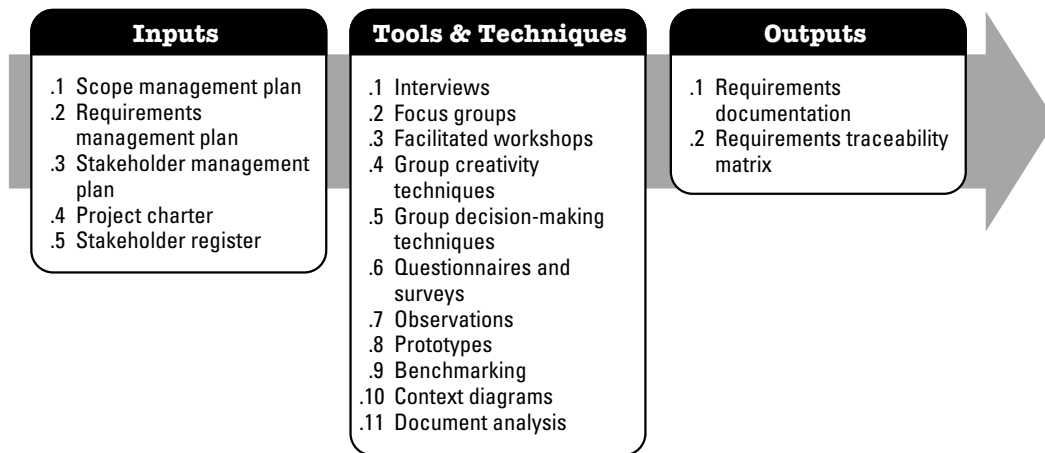 Inputs
.1 Scope management plan
.2 Requirements
management plan
.3 Stakeholder management
plan
.4 Project charter
.5 Stakeholder register
Tools & Techniques
.1 Interviews
.2 Focus groups
.3 Facilitated workshops
.4 Group creativity
techniques
.5 Group decision-making
techniques
.6 Questionnaires and
surveys
.7 Observations
.8 Prototypes
.9 Benchmarking
.10 Context diagrams
.11 Document analysis
Outputs
.1 Requirements
documentation
.2 Requirements traceability
matrix